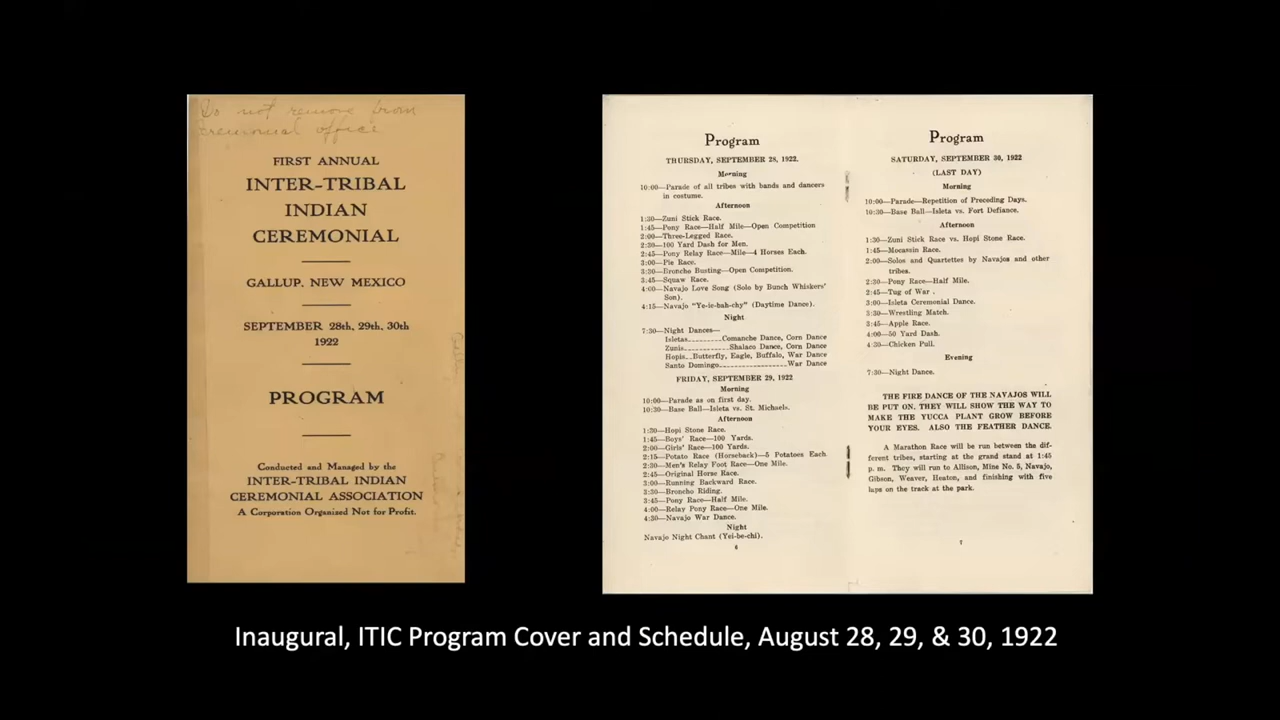 Do not remove from
Ceremonial office
FIRST ANNUAL
INTER-TRIBAL
INDIAN
CEREMONIAL
GALLUP, NEW MEXICO
SEPTEMBER 28th, 29th, 30th
1922
PROGRAM
Conducted and Managed by the
INTER-TRIBAL INDIAN
CEREMONIAL ASSOCIATION
A Corporation Organized Not for Profit.
Program
THURSDAY, SEPTEMBER 28, 1922.
Morning
10:00—Parade of all tribes with bands and dancers
in costume.
Afternoon
1:30—Zuni Stick Race.
1:45—Pony Race—Half Mile—Open Competition
2:00—Three-Legged Race.
2:30—100 Yard Dash for Men.
2:45—Pony Relay Race—Mile—4 Horses Each.
3:00—Pie Race.
3:30—Broncho Busting—Open Competition.
3:45—Squaw Race.
4:00—Navajo Love Song (Solo by Bunch Whiskers'
Son).
4:15—Navajo "Ye-ic-bah-chy" (Daytime Dance).
Night
7:30—Night Dances—
Isletas.........Comanche Dance, Corn Dance
Zunis............Shalaco Dance, Corn Dance
Hopis..Butterfly, Eagle, Buffalo, War Dance
Santo Domingo....................War Dance
FRIDAY, SEPTEMBER 29, 1922
Morning
10:00—Parade as on first day.
10:30—Base Ball—Isleta vs. St. Michaels.
Afternoon
1:30—Hopi Stone Race.
1:45—Boys' Race—100 Yards.
2:00—Girls' Race—100 Yards.
2:15—Potato Race (Horseback)—5 Potatoes Each.
2:30—Men's Relay Foot Race—One Mile.
2:45—Original Horse Race.
3:00—Running Backward Race.
3:30—Broncho Riding.
3:45—Pony Race—Half Mile.
4:00—Relay Pony Race—One Mile.
4:30—Navajo War Dance.
Night
Navajo Night Chant (Yei-be-chi).
6
Program
SATURDAY, SEPTEMBER 30, 1922
(LAST DAY)
Morning
10:00—Parade—Repetition of Preceding Days.
10:30—Base Ball—Isleta vs. Fort Defiance.
Afternoon
1:30—Zuni Stick Race vs. Hopi Stone Race.
1:45—Mocassin Race.
2:00—Solos and Quartettes by Navajos and other
tribes.
2:30—Pony Race—Half Mile.
2:45—Tug of War .
3:00—Isleta Ceremonial Dance.
3:30—Wrestling Match.
3:45—Apple Race.
4:00—50 Yard Dash.
4:30—Chicken Pull.
Evening
7:30—Night Dance.
THE FIRE DANCE OF THE NAVAJOS WILL
BE PUT ON. THEY WILL SHOW THE WAY TO
MAKE THE YUCCA PLANT GROW BEFORE
YOUR EYES. ALSO THE FEATHER DANCE.
A Marathon Race will be run between the dif-
ferent tribes, starting at the grand stand at 1:45
p. m. They will run to Allison, Mine No. 5, Navajo,
Gibson, Weaver, Heaton, and finishing with five
laps on the track at the park.
7
Inaugural, ITIC Program Cover and Schedule, August 28, 29, & 30, 1922